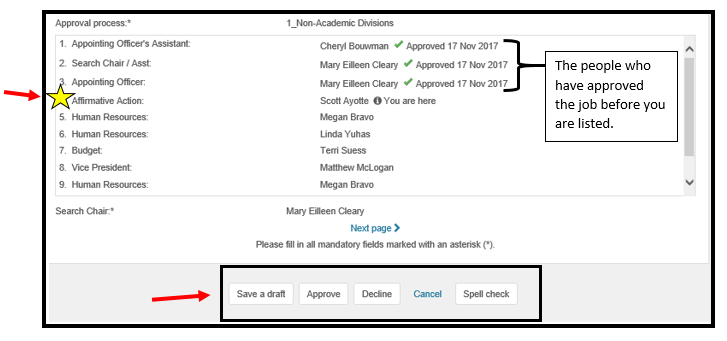 Approval process:* 1_Non-Academic Divisions
1. Appointing Officer's Assistant: Cheryl Bouwman Approved 17 Nov 2017
2. Search Chair / Asst: Mary Eilleen Cleary Approved 17 Nov 2017
3. Appointing Officer: Mary Eilleen Cleary Approved 17 Nov 2017
Affirmative Action: Scott Ayotte You are here
5. Human Resources: Megan Bravo
6. Human Resources: Linda Yuhas
7. Budget: Terri Suess
8. Vice President: Matthew McLogan
9. Human Resources: Megan Bravo
The people who
have approved
the job before you
are listed.
Search Chair:* Mary Eilleen Cleary
Next page
Please fill in all mandatory fields marked with an asterisk (*).
Save a draft Approve Decline Cancel Spell check